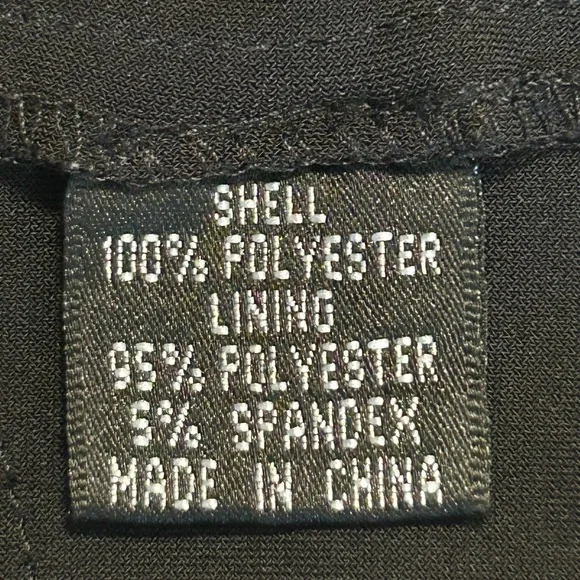 SHELL
100% POLYESTER
LINING
95% POLYESTER
5% SPANDEX
MADE IN CHINA